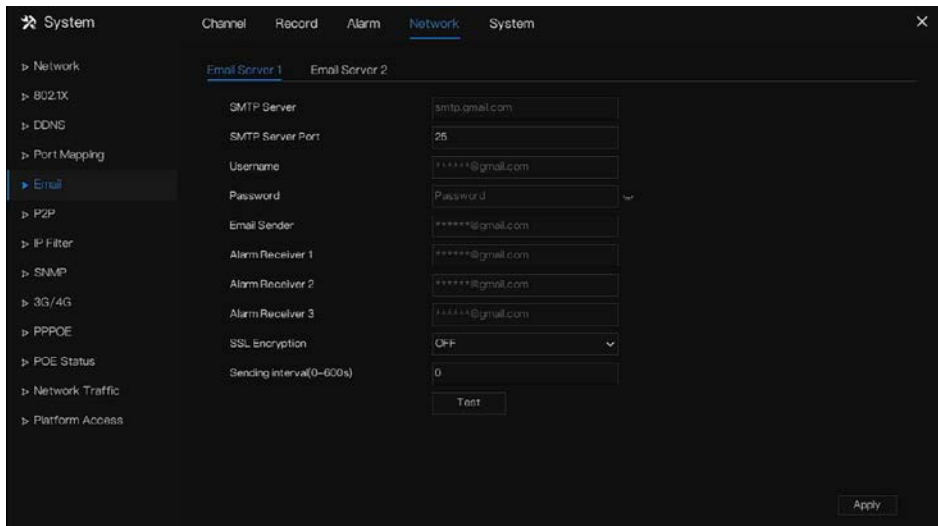 System
Channel Record Alarm Network System
Network
802.1X
DDNS
Port Mapping
Email
P2P
IP Filter
SNMP
3G/4G
PPPOE
POE Status
Network Traffic
Platform Access
Email Server 1 Email Server 2
SMTP Server smtp.gmail.com
SMTP Server Port 25
Username ******@gmail.com
Password Password
Email Sender ******@gmail.com
Alarm Receiver 1 ******@gmail.com
Alarm Receiver 2 ******@gmail.com
Alarm Receiver 3 ******@gmail.com
SSL Encryption OFF
Sending interval(0-600s) 0
Test
Apply